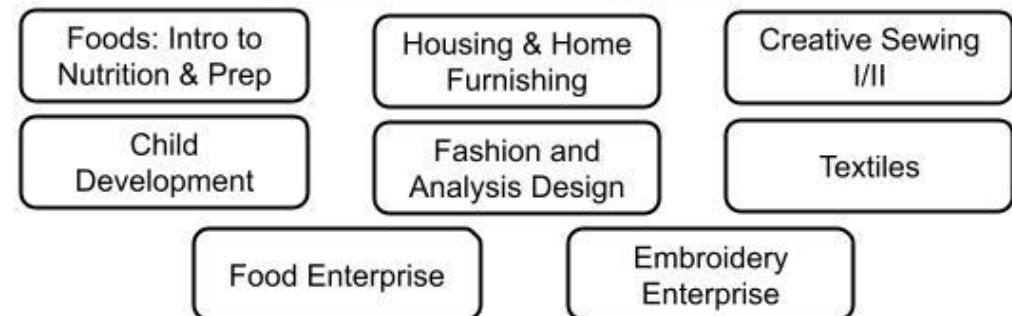 Foods: Intro to
Nutrition & Prep
Housing & Home
Furnishing
Creative Sewing
I/II
Child
Development
Fashion and
Analysis Design
Textiles
Food Enterprise
Embroidery
Enterprise